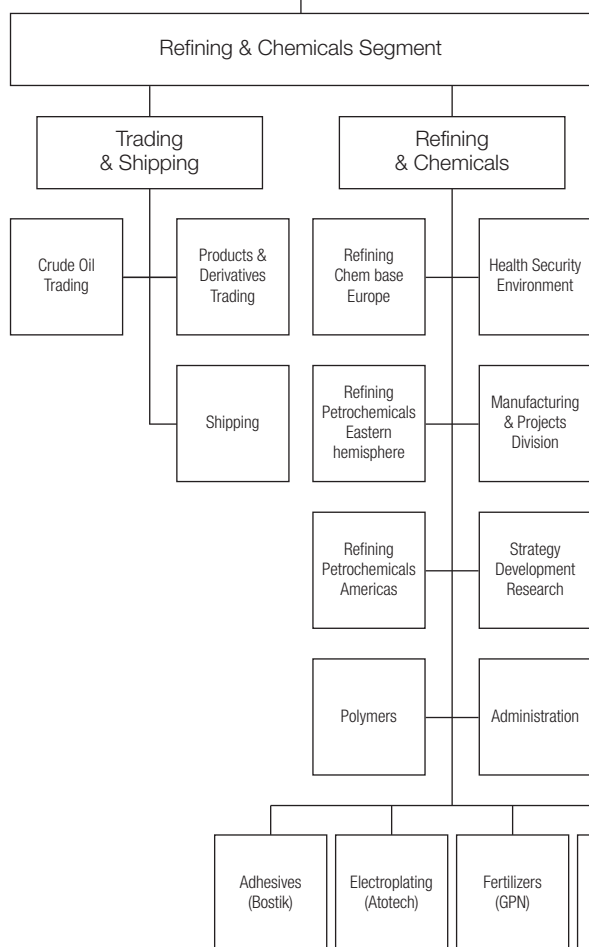 Refining & Chemicals Segment
Trading
& Shipping
Refining
& Chemicals
Crude Oil
Trading
Products &
Derivatives
Trading
Refining
Chem base
Europe
Health Security
Environment
Shipping
Refining
Petrochemicals
Eastern
hemisphere
Manufacturing
& Projects
Division
Refining
Petrochemicals
Americas
Strategy
Development
Research
Polymers
Administration
Adhesives
(Bostik)
Electroplating
(Atotech)
Fertilizers
(GPN)